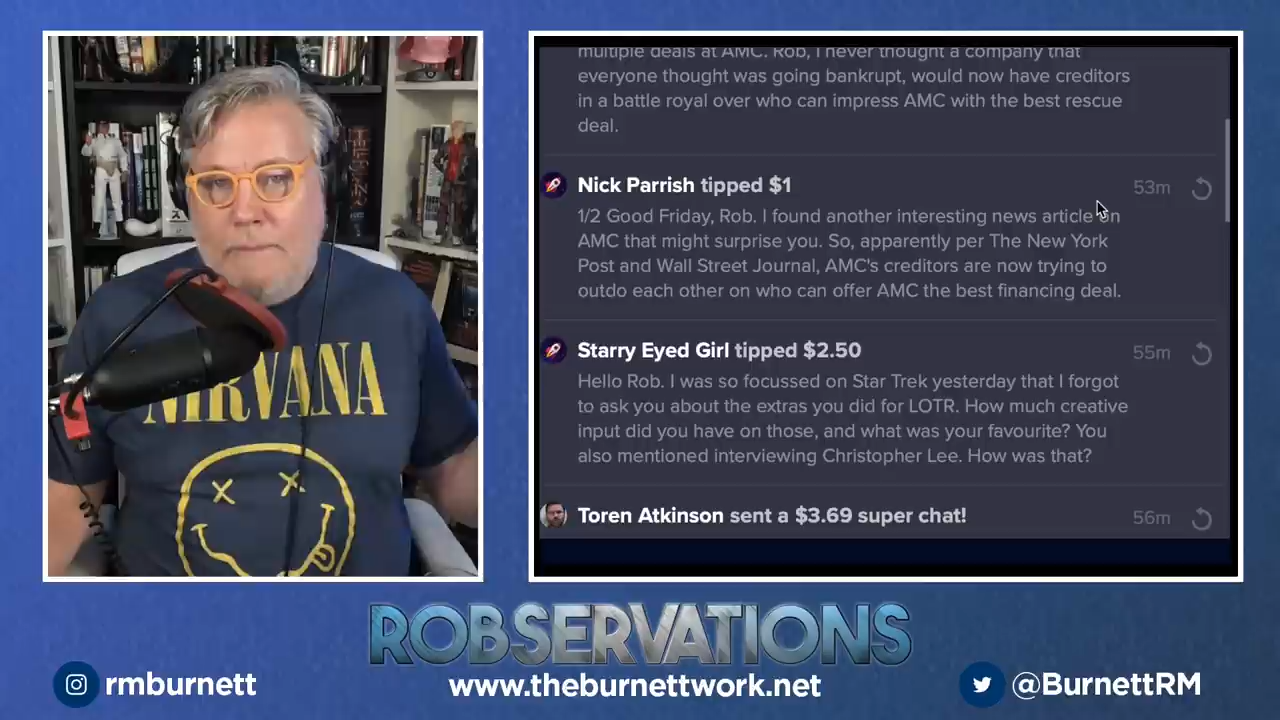 NIRVANA
multiple deals at AMC. Rob, I never thought a company that
everyone thought was going bankrupt, would now have creditors
in a battle royal over who can impress AMC with the best rescue
deal.
Nick Parrish tipped $1
53m
1/2 Good Friday, Rob. I found another interesting news article on
AMC that might surprise you. So, apparently per The New York
Post and Wall Street Journal, AMC's creditors are now trying to
outdo each other on who can offer AMC the best financing deal.
Starry Eyed Girl tipped $2.50
55m
Hello Rob. I was so focussed on Star Trek yesterday that I forgot
to ask you about the extras you did for LOTR. How much creative
input did you have on those, and what was your favourite? You
also mentioned interviewing Christopher Lee. How was that?
Toren Atkinson sent a $3.69 super chat!
56m
ROBSERVATIONS
rmburnett
www.theburnettwork.net
@BurnettRM